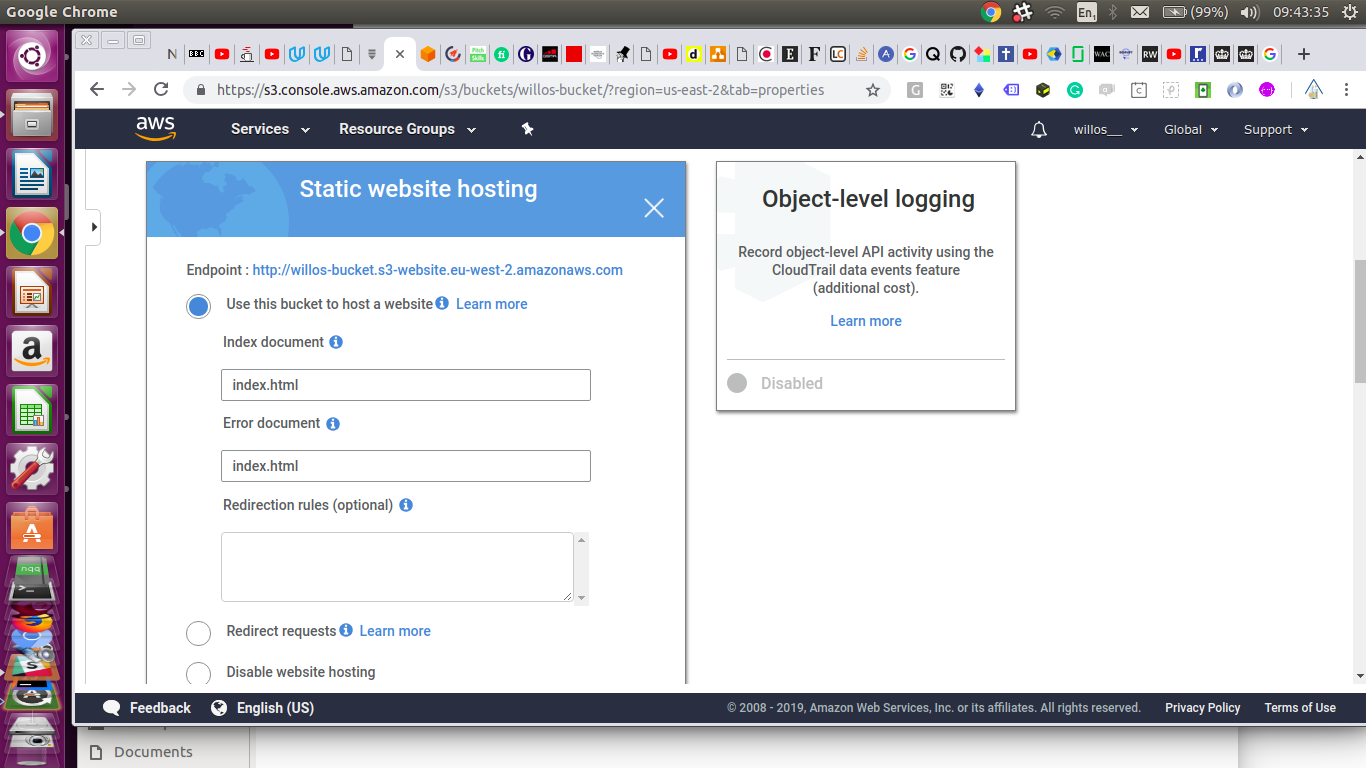 Google Chrome
En1
(99%)
09:43:35
https://s3.console.aws.amazon.com/s3/buckets/willos-bucket/?region=us-east-2&tab=properties
aws
Services
Resource Groups
willos__
Global
Support
Static website hosting
Endpoint : http://willos-bucket.s3-website.eu-west-2.amazonaws.com
Use this bucket to host a website Learn more
Index document
index.html
Error document
index.html
Redirection rules (optional)
Redirect requests Learn more
Disable website hosting
Object-level logging
Record object-level API activity using the
CloudTrail data events feature
(additional cost).
Learn more
Disabled
Feedback
English (US)
© 2008 - 2019, Amazon Web Services, Inc. or its affiliates. All rights reserved.
Privacy Policy
Terms of Use
Documents